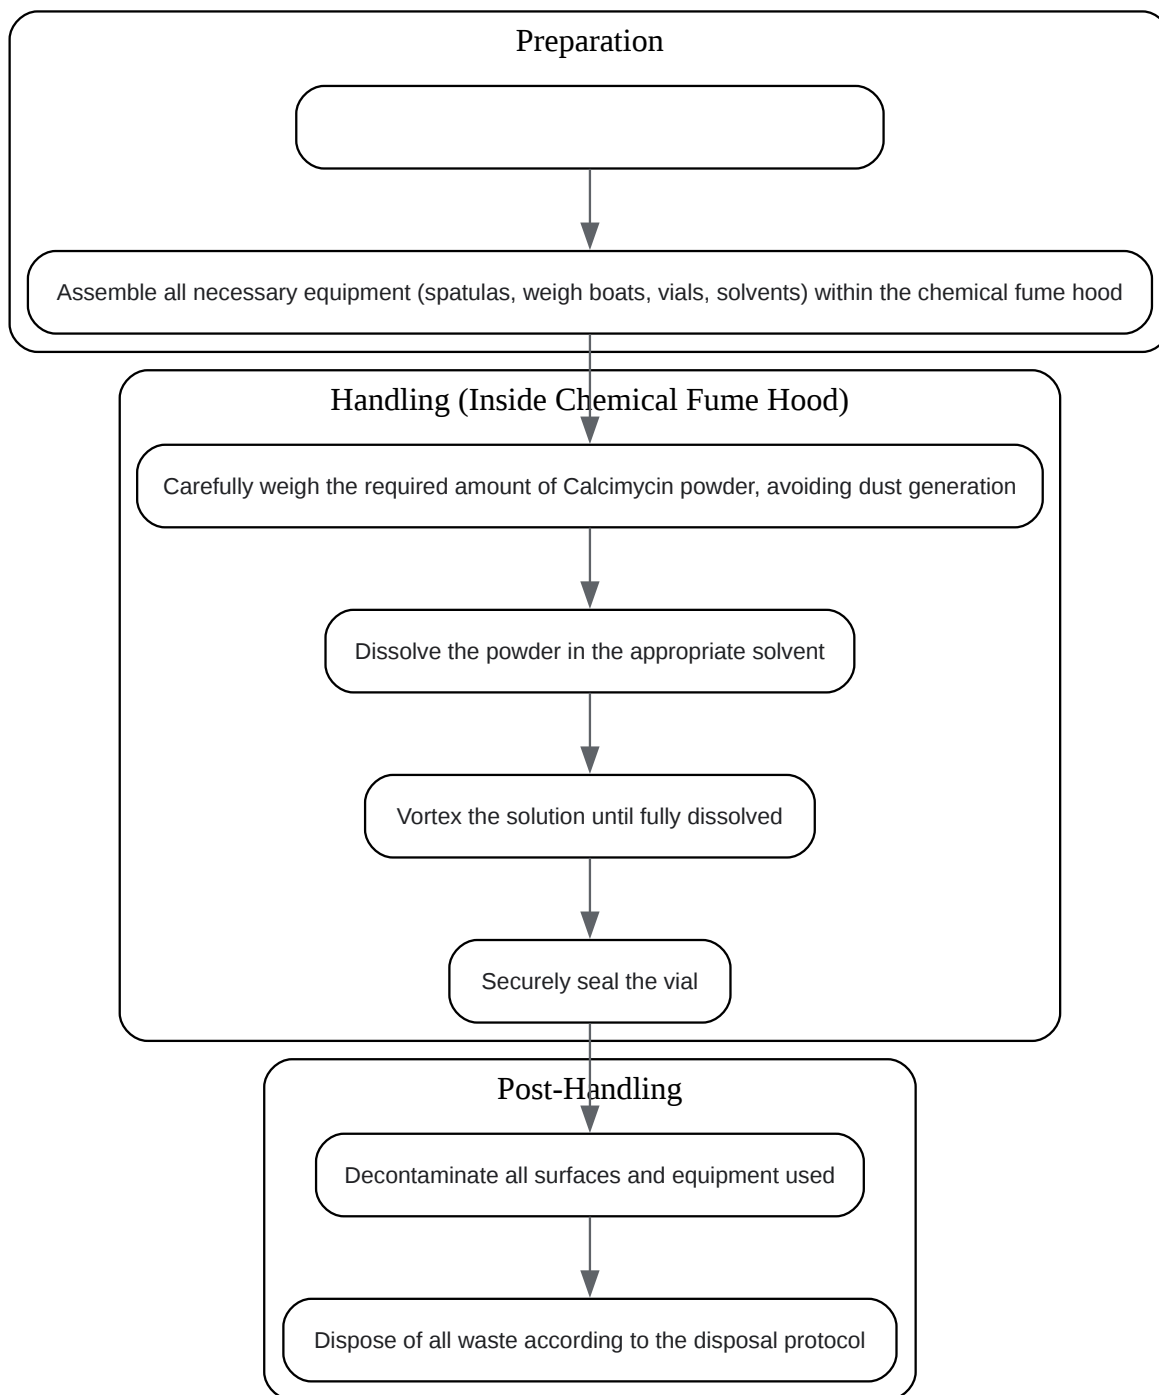 Preparation
Assemble all necessary equipment (spatulas, weigh boats, vials, solvents) within the chemical fume hood
Handling (Inside Chemical Fume Hood)
Carefully weigh the required amount of Calcimycin powder, avoiding dust generation
Dissolve the powder in the appropriate solvent
Vortex the solution until fully dissolved
Securely seal the vial
Post-Handling
Decontaminate all surfaces and equipment used
Dispose of all waste according to the disposal protocol